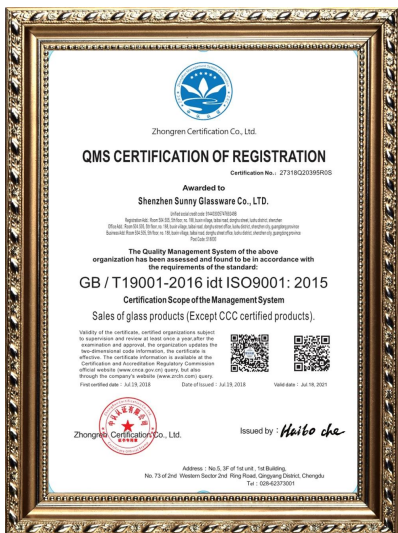 Zhongren Certification Co., Ltd.
QMS CERTIFICATION OF REGISTRATION
Certification No.: 27318Q20395R0S
Awarded to
Shenzhen Sunny Glassware Co., LTD.
The Quality Management System of the above
organization has been assessed and found to be in accordance with
the requirements of the standard:
GB / T19001-2016 idt ISO9001: 2015
Certification Scope of the Management System
Sales of glass products (Except CCC certified products).
Validity of the certificate, certified organizations subject
to supervision and review at least once a year,after the
examination and approval, the organization updates the
two-dimensional code information, the certificate is
effective. The certificate information is available at the
Certification and Accreditation Regulatory Commission
official website (www.cnca.gov.cn) query, but also
through the company's website (www.zrcln.com) query.
First certified date : Jul.19, 2018 Date of Issued : Jul.19, 2018 Valid date : Jul.18, 2021
Zhongren Certification Co., Ltd.
Issued by : Haibo che
Address : No.5, 3F of 1st unit , 1st Building,
No. 73 of 2nd Western Sector 2nd Ring Road, Qingyang District, Chengdu
Tel : 028-62373001